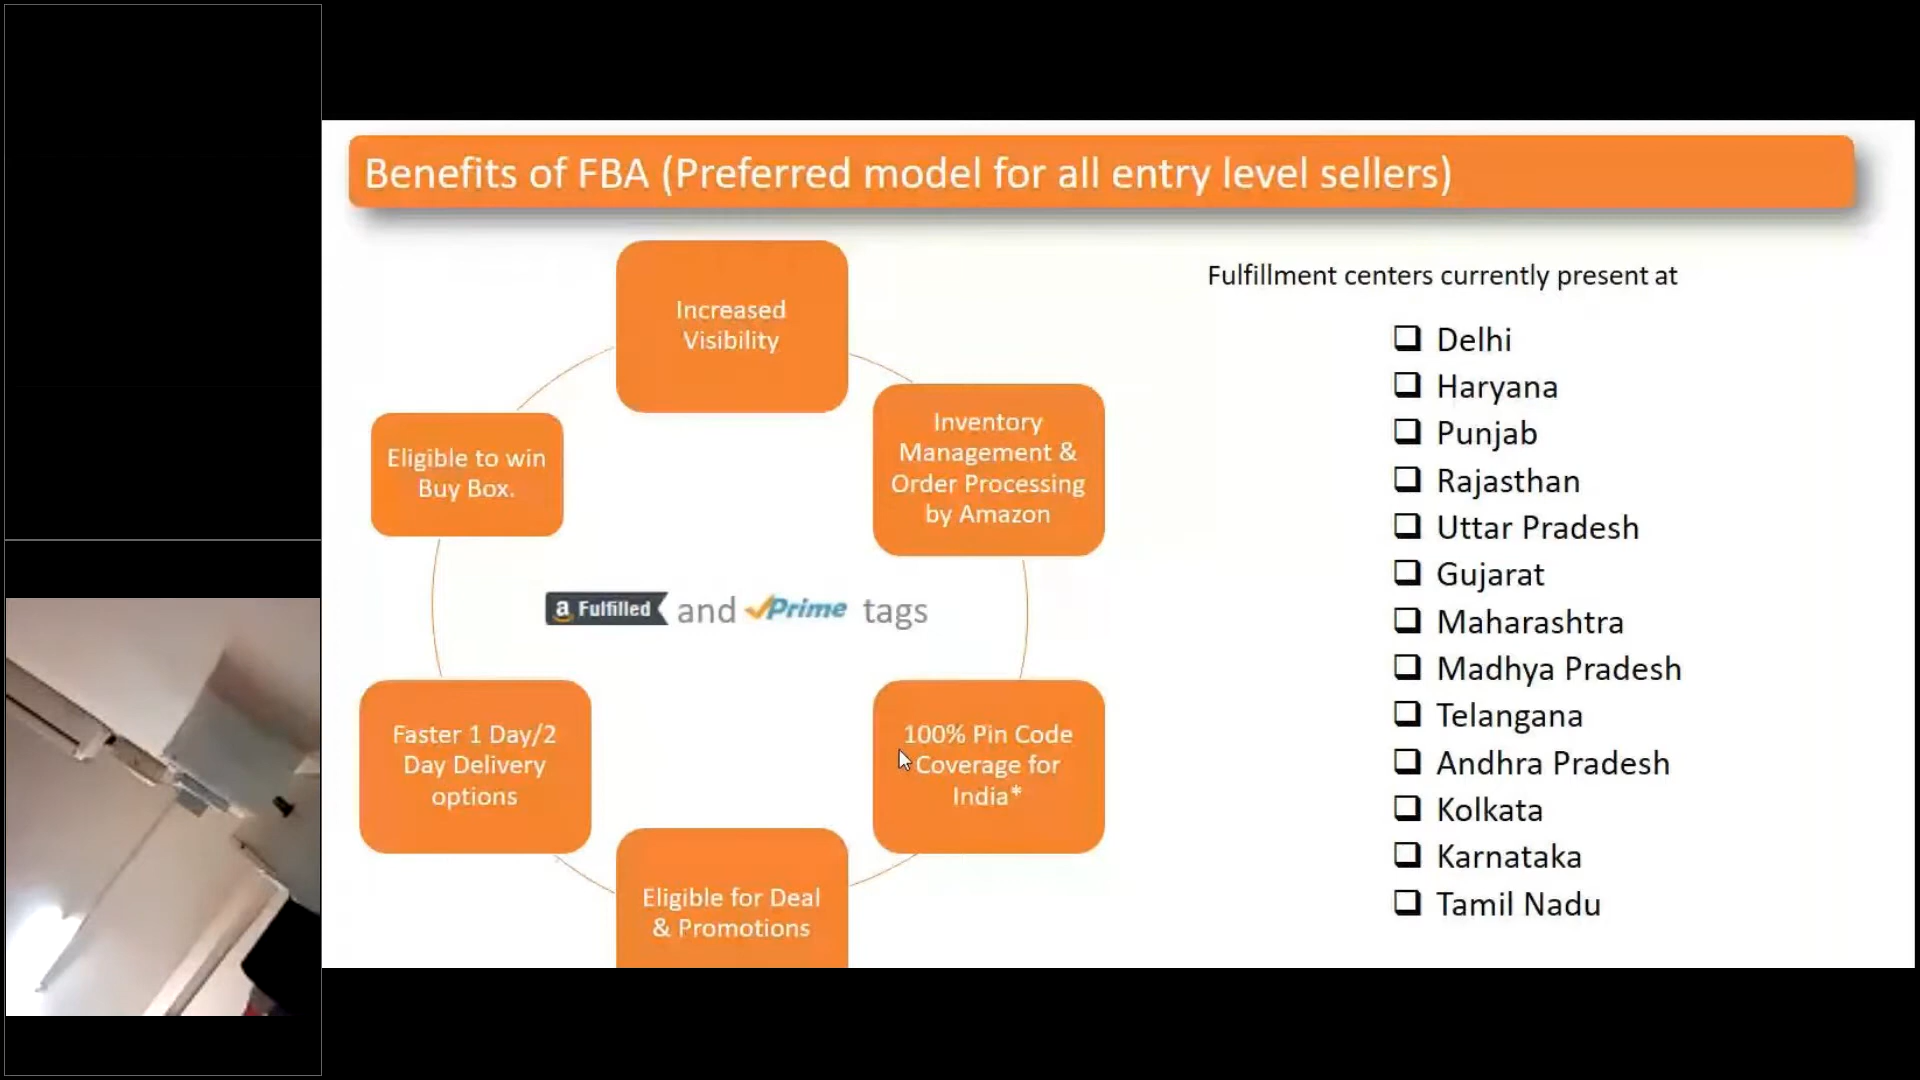 Benefits of FBA (Preferred model for all entry level sellers)
Increased
Visibility
Inventory
Management &
Order Processing
by Amazon
100% Pin Code
Coverage for
India*
Eligible for Deal
& Promotions
Faster 1 Day/2
Day Delivery
options
Eligible to win
Buy Box.
a Fulfilled and Prime tags
Fulfillment centers currently present at
Delhi
Haryana
Punjab
Rajasthan
Uttar Pradesh
Gujarat
Maharashtra
Madhya Pradesh
Telangana
Andhra Pradesh
Kolkata
Karnataka
Tamil Nadu